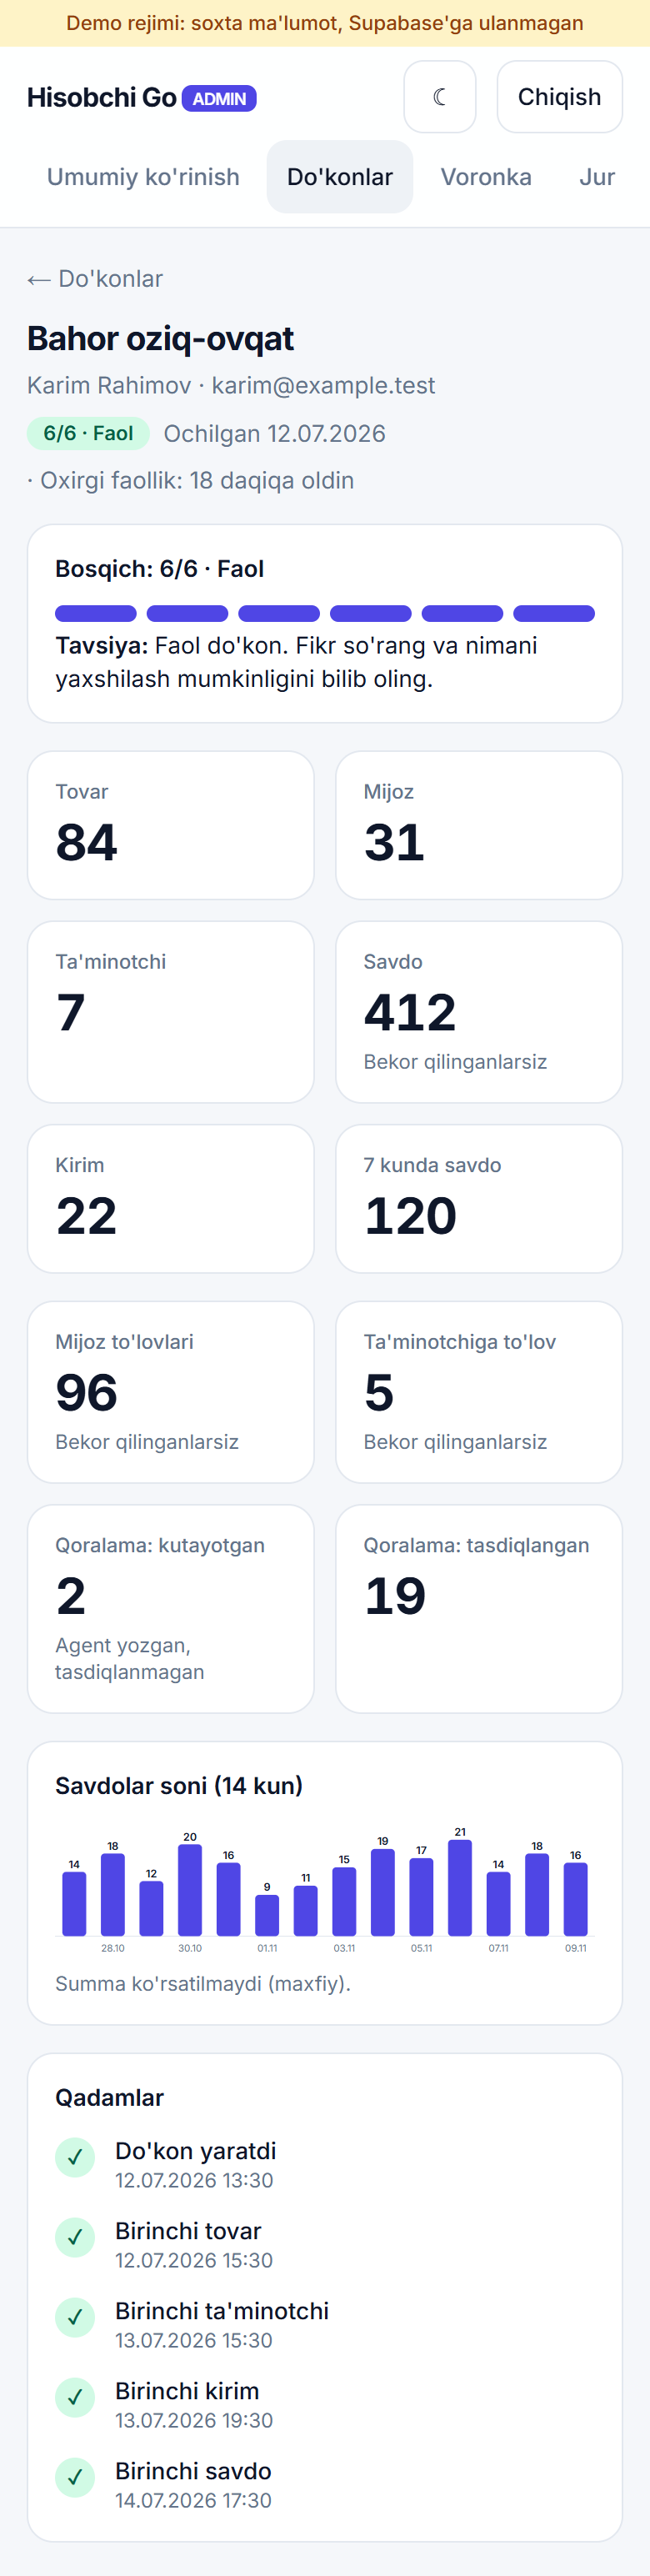 Demo rejimi: soxta ma'lumot, Supabase'ga ulanmagan
Hisobchi Go ADMIN
Chiqish
Umumiy ko'rinish Do'konlar Voronka Jur
← Do'konlar
Bahor oziq-ovqat
Karim Rahimov · karim@example.test
6/6 · Faol Ochilgan 12.07.2026
· Oxirgi faollik: 18 daqiqa oldin
Bosqich: 6/6 · Faol
Tavsiya: Faol do'kon. Fikr so'rang va nimani
yaxshilash mumkinligini bilib oling.
Tovar
84
Mijoz
31
Ta'minotchi
7
Savdo
412
Bekor qilinganlarsiz
Kirim
22
7 kunda savdo
120
Mijoz to'lovlari
96
Bekor qilinganlarsiz
Ta'minotchiga to'lov
5
Bekor qilinganlarsiz
Qoralama: kutayotgan
2
Agent yozgan,
tasdiqlanmagan
Qoralama: tasdiqlangan
19
Savdolar soni (14 kun)
14 18 12 20 16 9 11 15 19 17 21 14 18 16
28.10 30.10 01.11 03.11 05.11 07.11 09.11
Summa ko'rsatilmaydi (maxfiy).
Qadamlar
✓ Do'kon yaratdi
12.07.2026 13:30
✓ Birinchi tovar
12.07.2026 15:30
✓ Birinchi ta'minotchi
13.07.2026 15:30
✓ Birinchi kirim
13.07.2026 19:30
✓ Birinchi savdo
14.07.2026 17:30